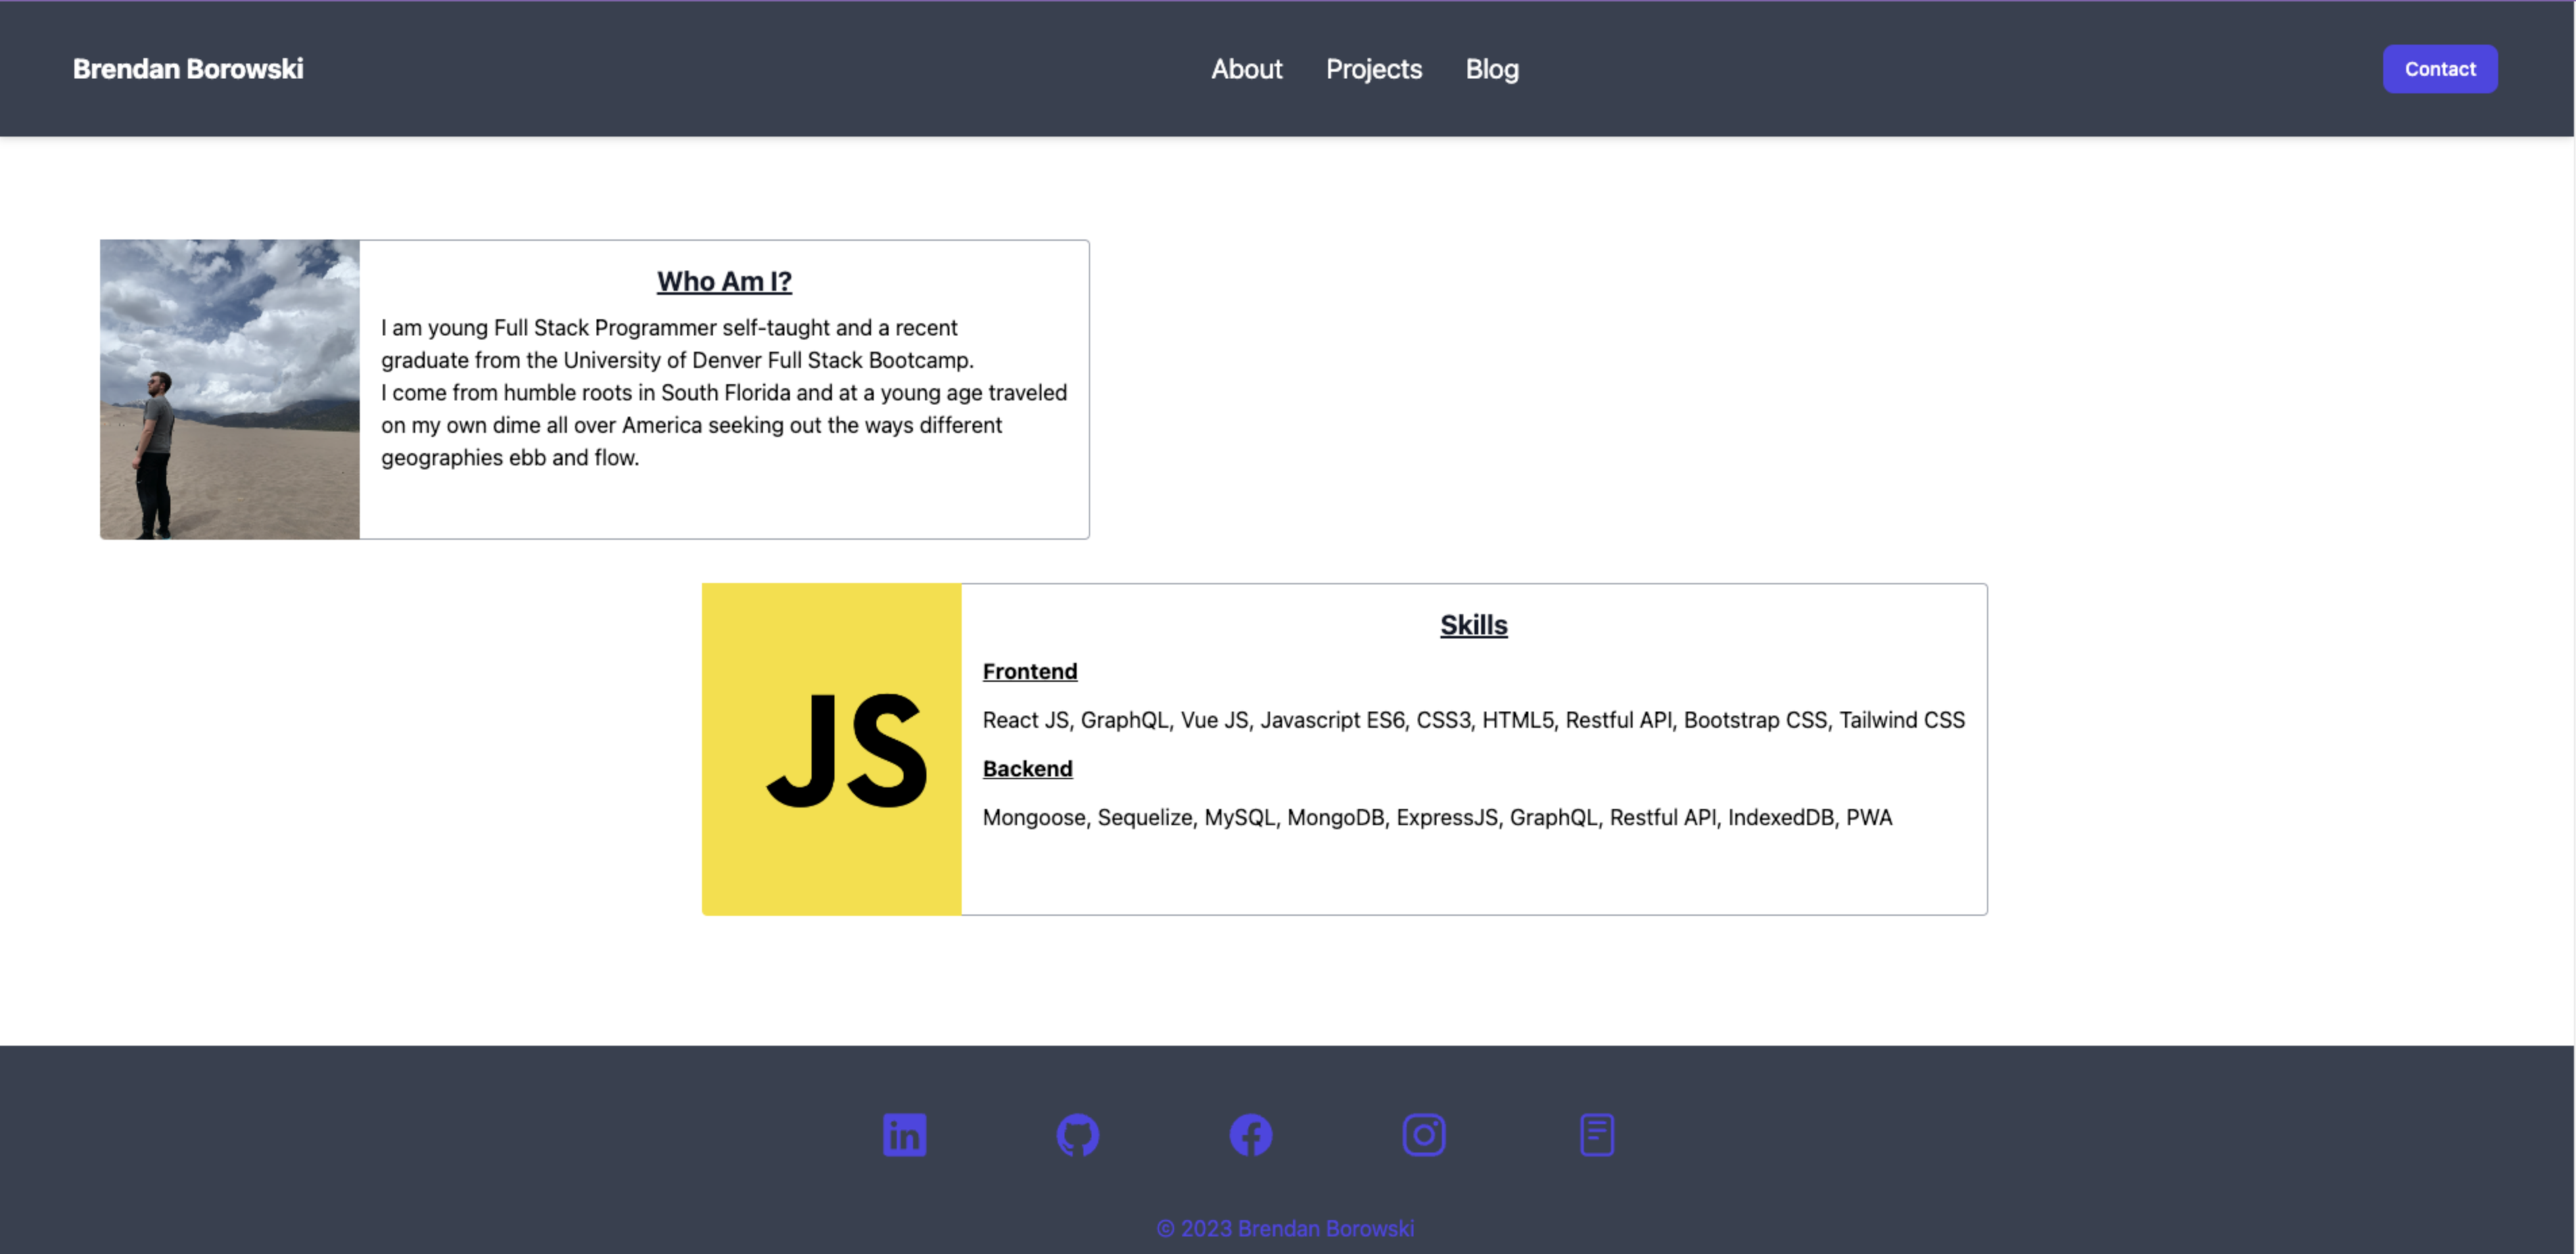 Brendan Borowski
About Projects Blog
Contact
Who Am I?
I am young Full Stack Programmer self-taught and a recent
graduate from the University of Denver Full Stack Bootcamp.
I come from humble roots in South Florida and at a young age traveled
on my own dime all over America seeking out the ways different
geographies ebb and flow.
JS
Skills
Frontend
React JS, GraphQL, Vue JS, Javascript ES6, CSS3, HTML5, Restful API, Bootstrap CSS, Tailwind CSS
Backend
Mongoose, Sequelize, MySQL, MongoDB, ExpressJS, GraphQL, Restful API, IndexedDB, PWA
in
© 2023 Brendan Borowski